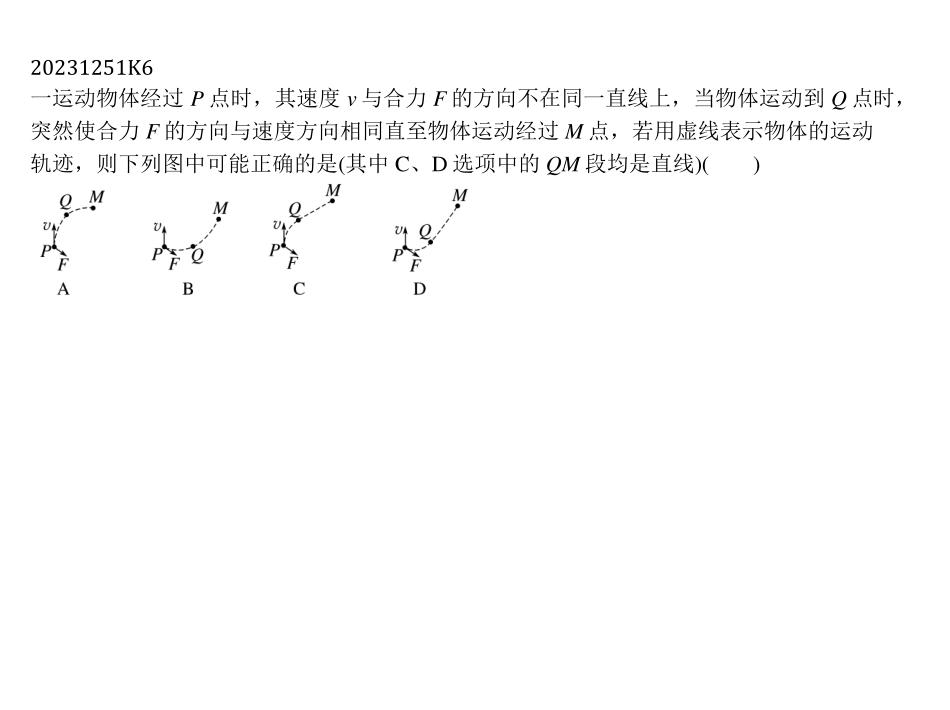 20231251K6
一运动物体经过 P 点时，其速度 v 与合力 F 的方向不在同一直线上，当物体运动到 Q 点时，
突然使合力 F 的方向与速度方向相同直至物体运动经过 M 点，若用虚线表示物体的运动
轨迹，则下列图中可能正确的是(其中 C、D 选项中的 QM 段均是直线)(　　)
Q M v P F
M v P F Q
M Q v P F
M v Q P F
A B C D